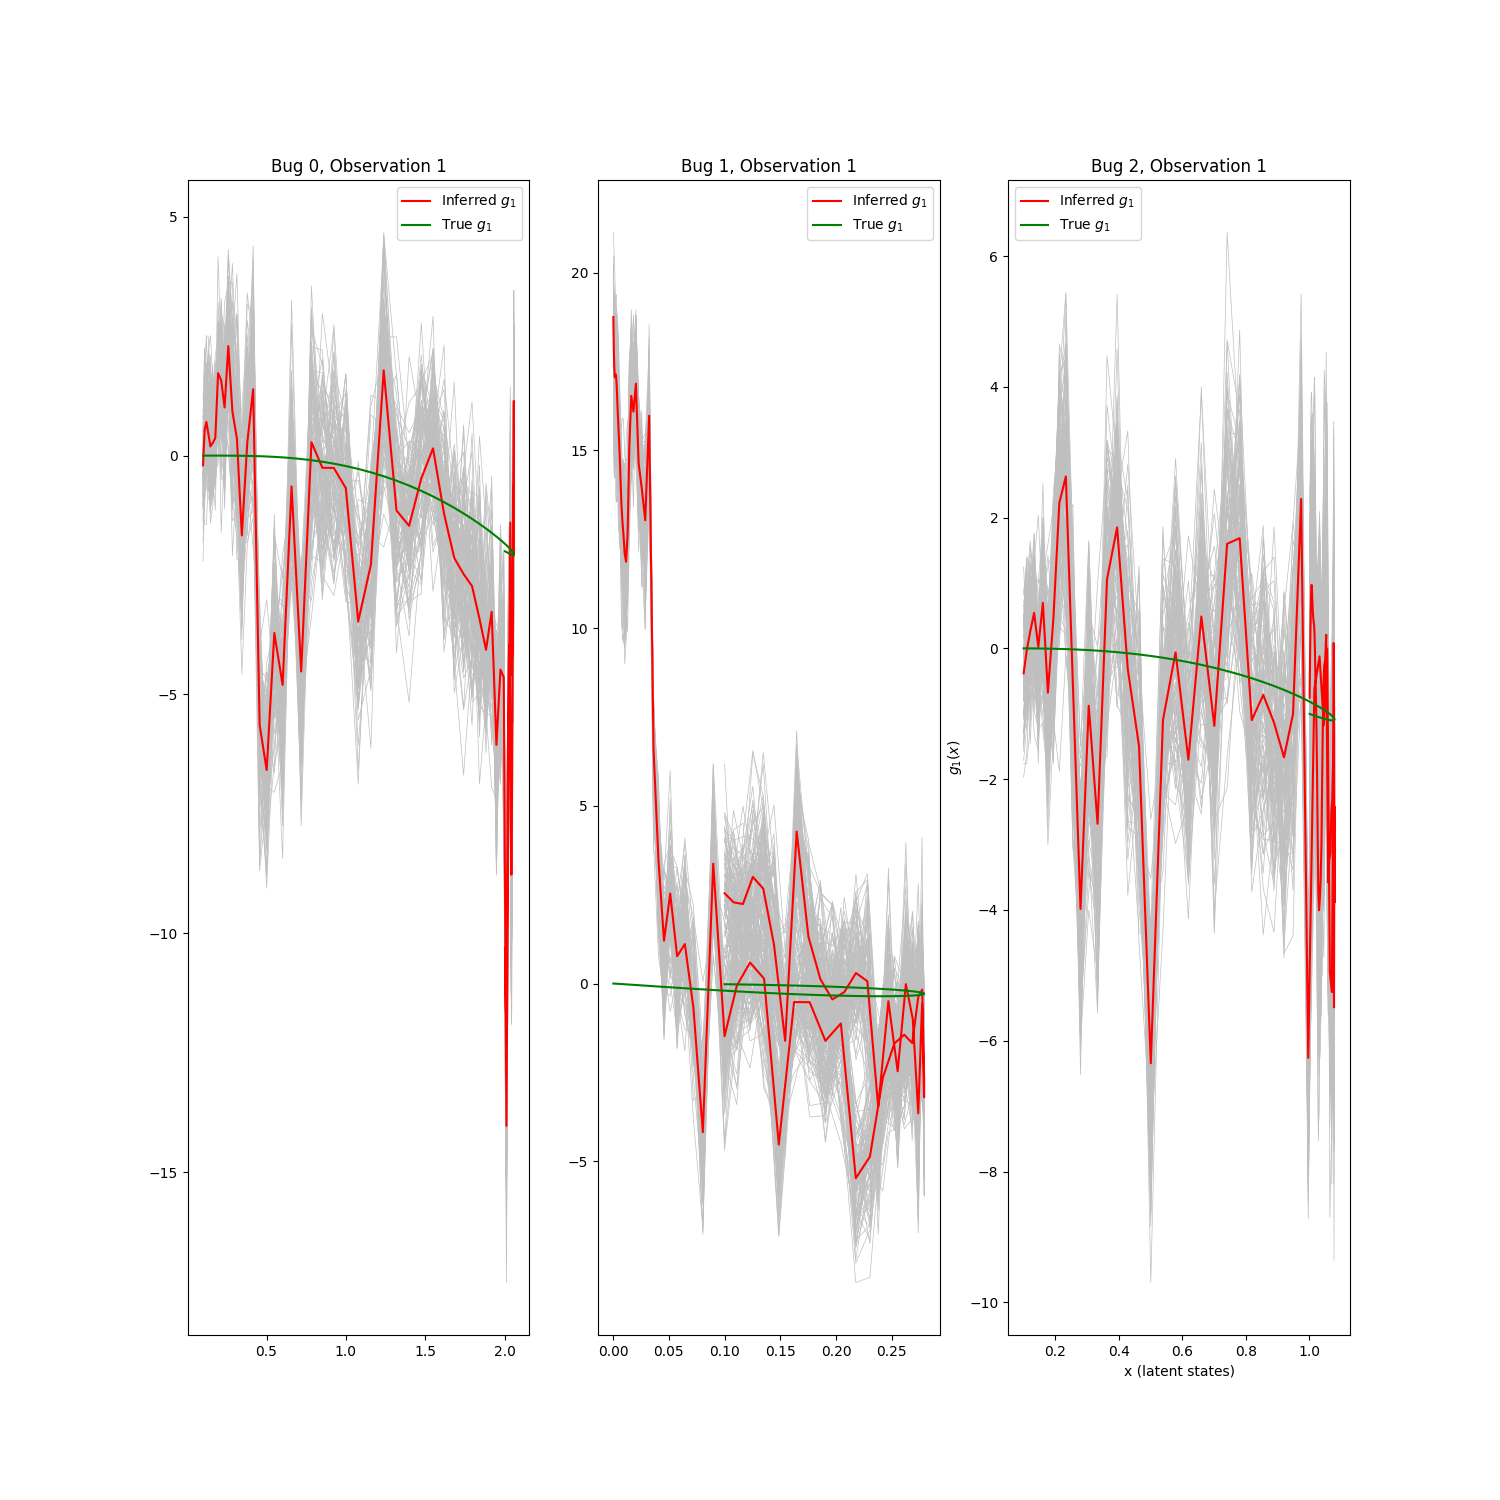 Bug 0, Observation 1
Inferred g₁
True g₁
5
0
−5
−10
−15
0.5 1.0 1.5 2.0
Bug 1, Observation 1
Inferred g₁
True g₁
20
15
10
5
0
−5
0.00 0.05 0.10 0.15 0.20 0.25
Bug 2, Observation 1
Inferred g₁
True g₁
g₁(x)
6
4
2
0
−2
−4
−6
−8
−10
0.2 0.4 0.6 0.8 1.0
x (latent states)